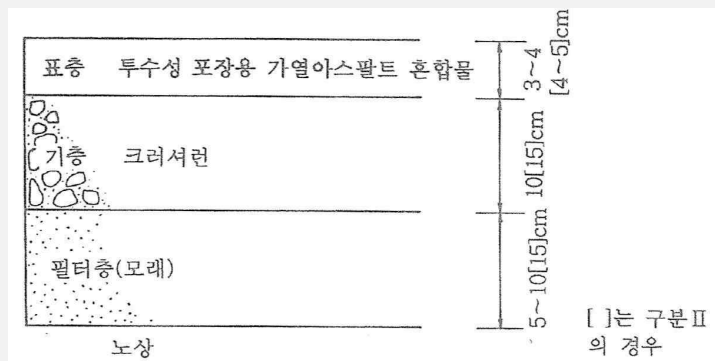 표층 투수성 포장용 가열아스팔트 혼합물
3~4
[4~5]cm
기층 크러셔런
10[15]cm
필터층(모래)
5~10[15]cm
노상
[ ]는 구분Ⅱ
의 경우